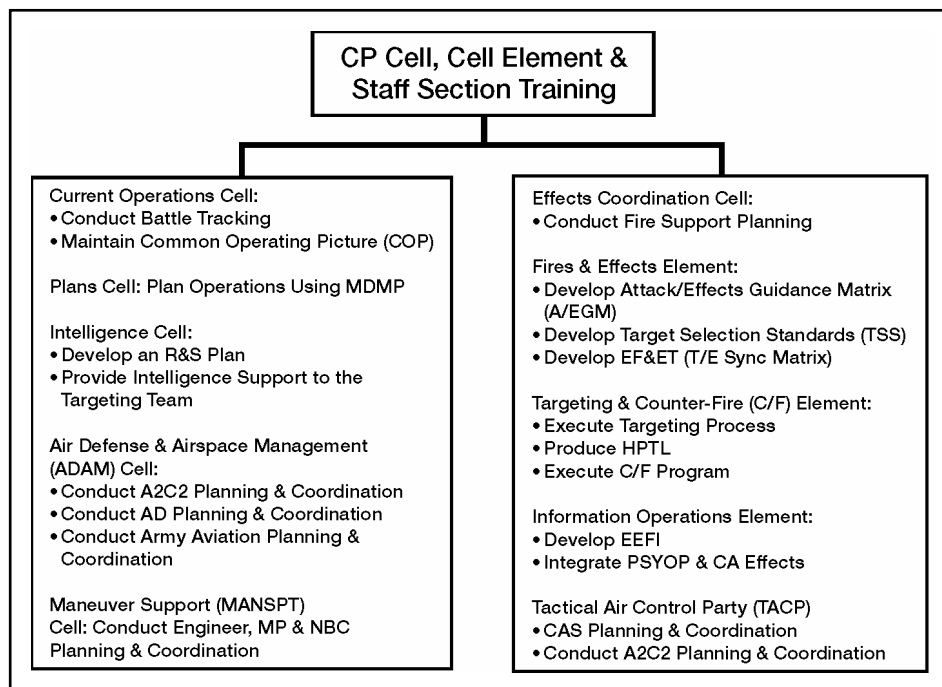 CP Cell, Cell Element &
Staff Section Training
Current Operations Cell:
• Conduct Battle Tracking
• Maintain Common Operating Picture (COP)
Plans Cell: Plan Operations Using MDMP
Intelligence Cell:
• Develop an R&S Plan
• Provide Intelligence Support to the
Targeting Team
Air Defense & Airspace Management
(ADAM) Cell:
• Conduct A2C2 Planning & Coordination
• Conduct AD Planning & Coordination
• Conduct Army Aviation Planning &
Coordination
Maneuver Support (MANSPT)
Cell: Conduct Engineer, MP & NBC
Planning & Coordination
Effects Coordination Cell:
• Conduct Fire Support Planning
Fires & Effects Element:
• Develop Attack/Effects Guidance Matrix
(A/EGM)
• Develop Target Selection Standards (TSS)
• Develop EF&ET (T/E Sync Matrix)
Targeting & Counter-Fire (C/F) Element:
• Execute Targeting Process
• Produce HPTL
• Execute C/F Program
Information Operations Element:
• Develop EEFI
• Integrate PSYOP & CA Effects
Tactical Air Control Party (TACP)
• CAS Planning & Coordination
• Conduct A2C2 Planning & Coordination